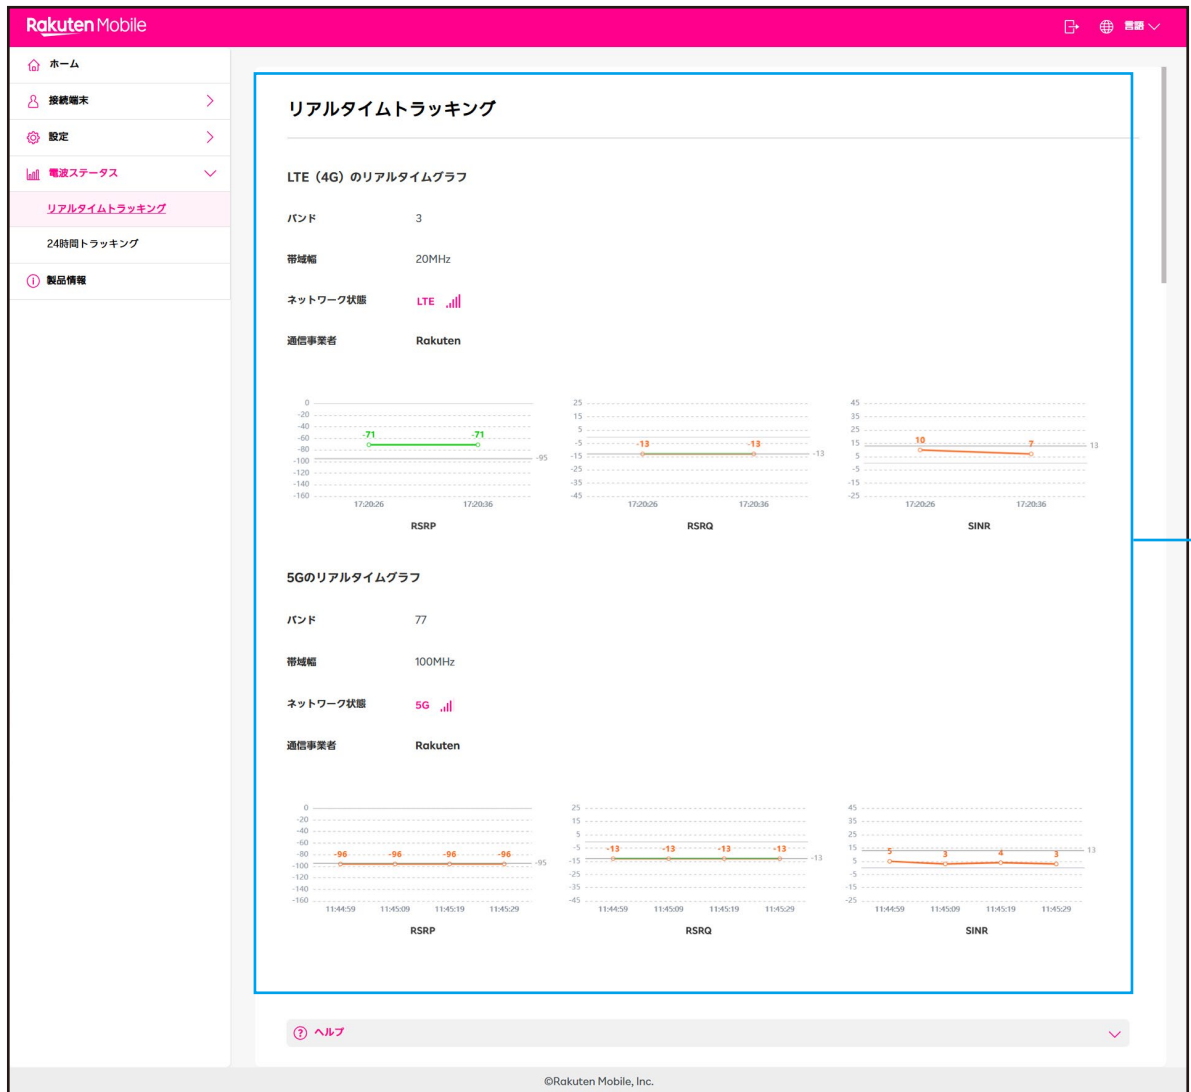 Rakuten Mobile
言語
ホーム
接続端末
設定
電波ステータス
リアルタイムトラッキング
24時間トラッキング
製品情報
リアルタイムトラッキング
LTE（4G）のリアルタイムグラフ
バンド 3
帯域幅 20MHz
ネットワーク状態 LTE
通信事業者 Rakuten
0
-20
-40
-60
-80
-100
-120
-140
-160
-71 -71
-95
17:20:26 17:20:36
RSRP
25
15
5
-5
-15
-25
-35
-45
-13 -13
-13
17:20:26 17:20:36
RSRQ
45
35
25
15
5
-5
-15
-25
10 7
13
17:20:26 17:20:36
SINR
5Gのリアルタイムグラフ
バンド 77
帯域幅 100MHz
ネットワーク状態 5G
通信事業者 Rakuten
0
-20
-40
-60
-80
-100
-120
-140
-160
-96 -96 -96 -96
-95
11:44:59 11:45:09 11:45:19 11:45:29
RSRP
25
15
5
-5
-15
-25
-35
-45
-13 -13 -13 -13
-13
11:44:59 11:45:09 11:45:19 11:45:29
RSRQ
45
35
25
15
5
-5
-15
-25
5 3 4 3
13
11:44:59 11:45:09 11:45:19 11:45:29
SINR
ヘルプ
©Rakuten Mobile, Inc.